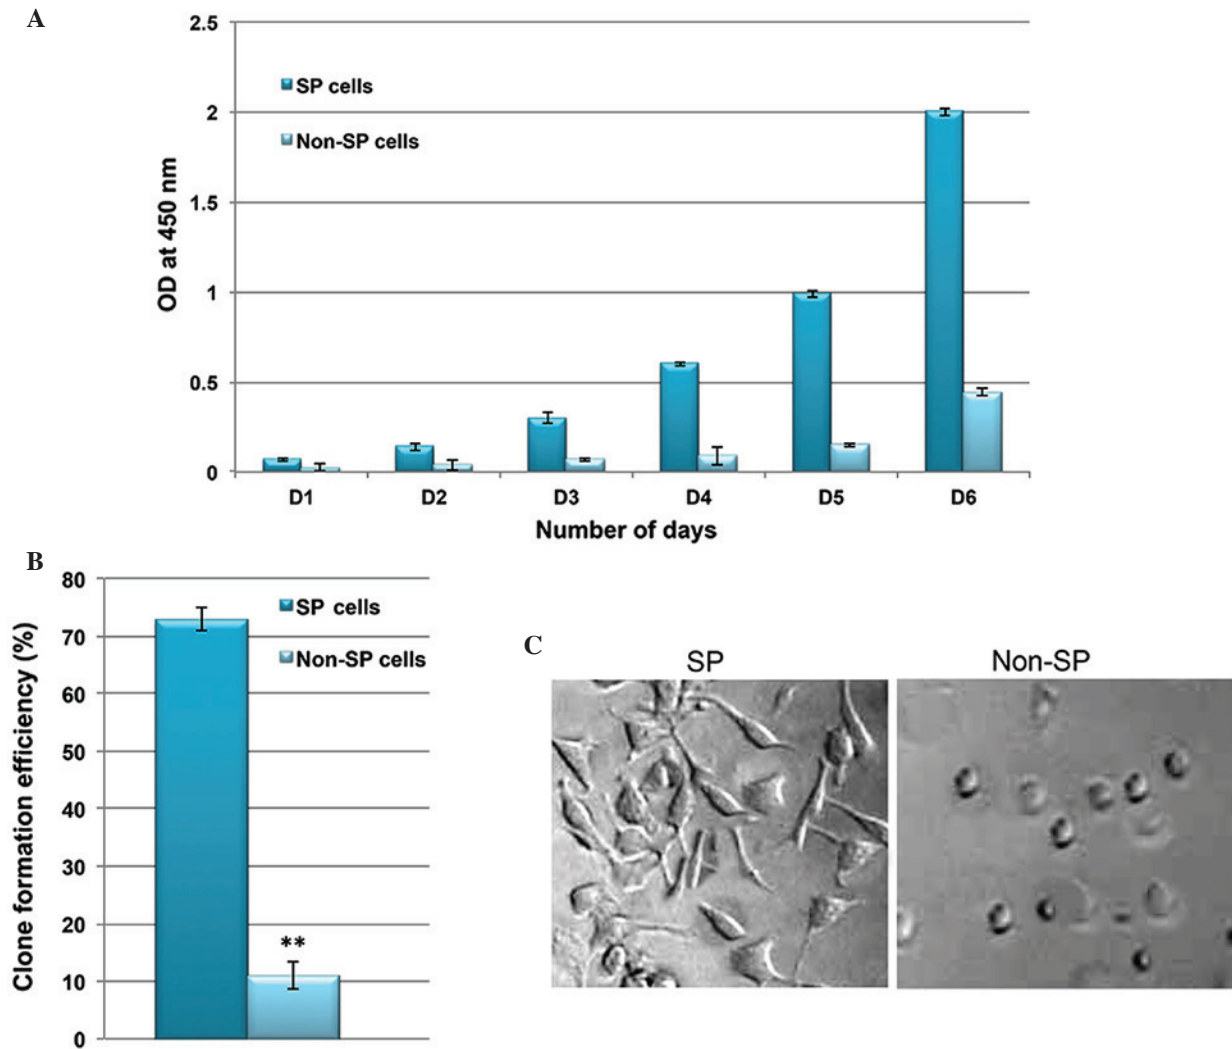 A
2.5
SP cells
2
Non-SP cells
OD at 450 nm
1.5
1
0.5
0
D1 D2 D3 D4 D5 D6
Number of days
B
80
SP cells
70
Non-SP cells
60
50
40
30
20
**
10
0
Clone formation efficiency (%)
C
SP Non-SP